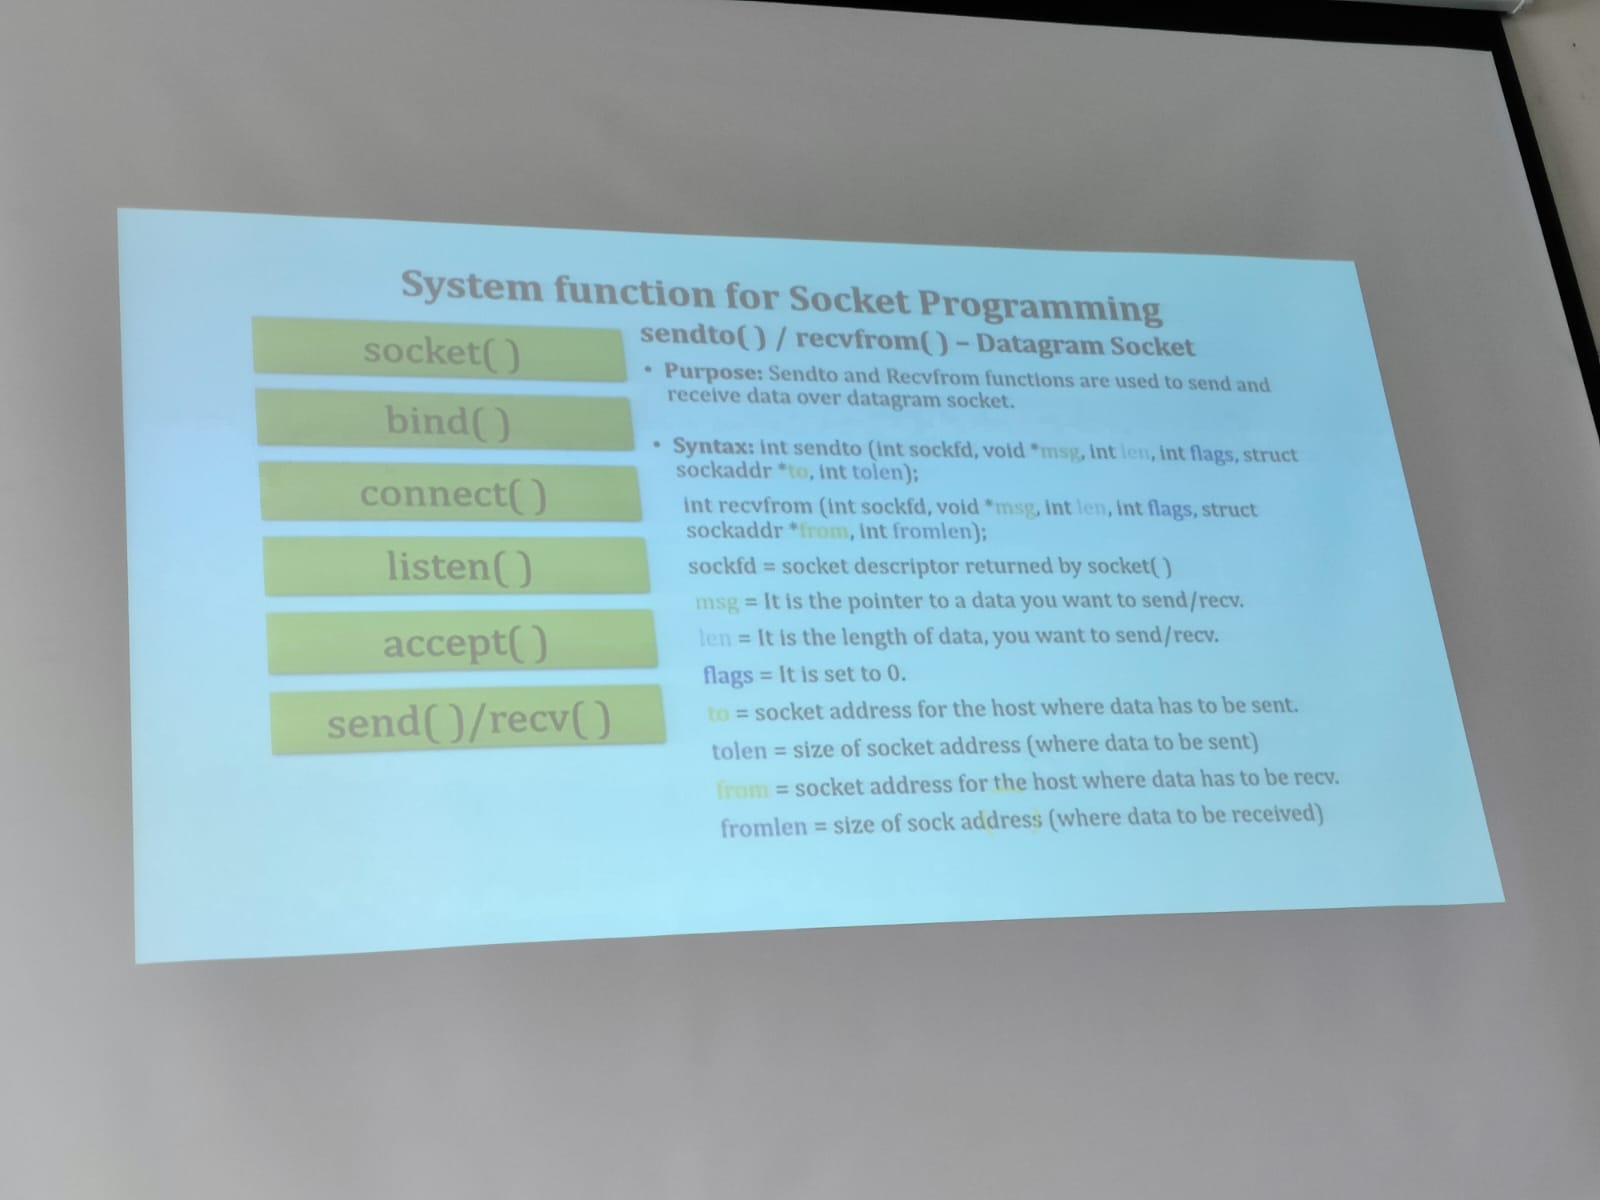 System function for Socket Programming
socket( )
bind( )
connect( )
listen( )
accept( )
send( )/recv( )
sendto( ) / recvfrom( ) – Datagram Socket
• Purpose: Sendto and Recvfrom functions are used to send and
receive data over datagram socket.
• Syntax: int sendto (int sockfd, void *msg, int len, int flags, struct
sockaddr *to, int tolen);
int recvfrom (int sockfd, void *msg, int len, int flags, struct
sockaddr *from, int fromlen);
sockfd = socket descriptor returned by socket( )
msg = It is the pointer to a data you want to send/recv.
len = It is the length of data, you want to send/recv.
flags = It is set to 0.
to = socket address for the host where data has to be sent.
tolen = size of socket address (where data to be sent)
from = socket address for the host where data has to be recv.
fromlen = size of sock address (where data to be received)